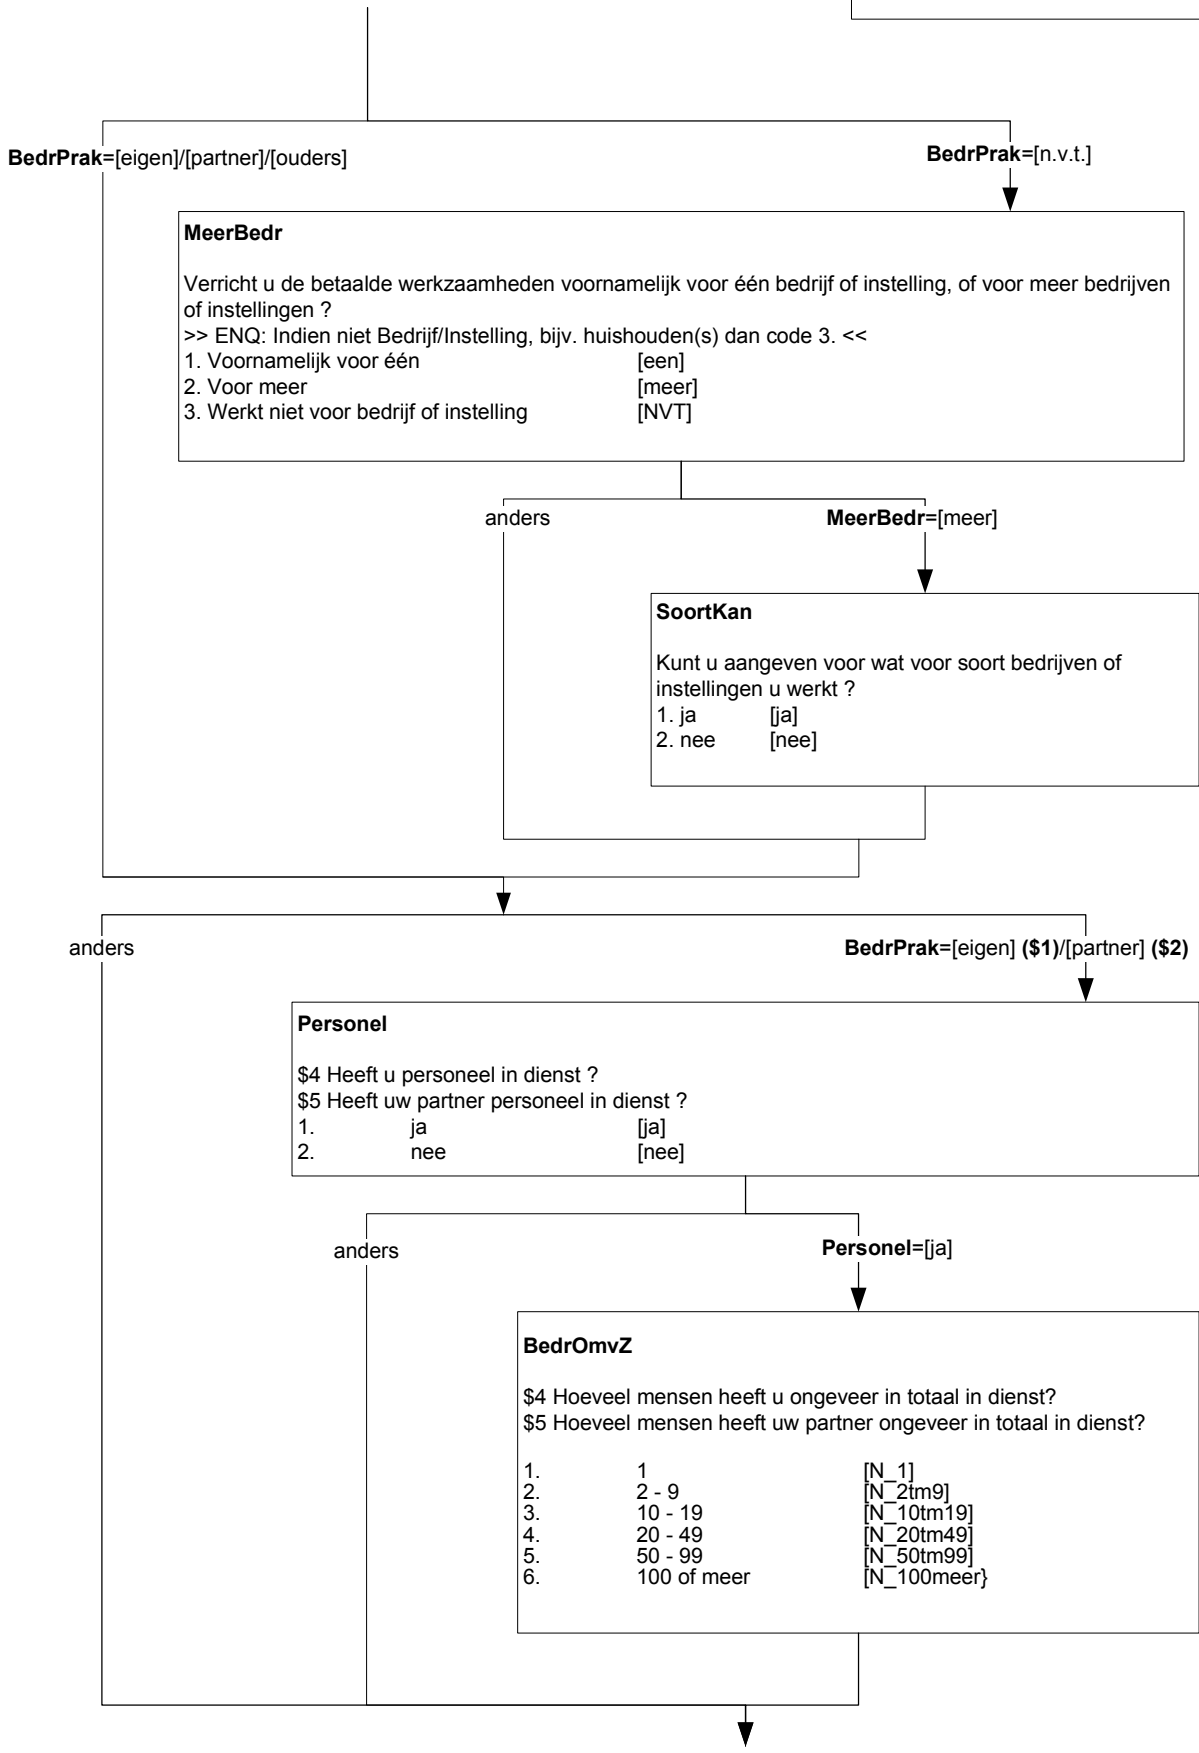 BedrPrak=[eigen]/[partner]/[ouders]
BedrPrak=[n.v.t.]
MeerBedr
Verricht u de betaalde werkzaamheden voornamelijk voor één bedrijf of instelling, of voor meer bedrijven
of instellingen ?
>> ENQ: Indien niet Bedrijf/Instelling, bijv. huishouden(s) dan code 3. <<
1. Voornamelijk voor één [een]
2. Voor meer [meer]
3. Werkt niet voor bedrijf of instelling [NVT]
anders
MeerBedr=[meer]
SoortKan
Kunt u aangeven voor wat voor soort bedrijven of
instellingen u werkt ?
1. ja [ja]
2. nee [nee]
anders
BedrPrak=[eigen] ($1)/[partner] ($2)
Personel
$4 Heeft u personeel in dienst ?
$5 Heeft uw partner personeel in dienst ?
1. ja [ja]
2. nee [nee]
anders
Personel=[ja]
BedrOmvZ
$4 Hoeveel mensen heeft u ongeveer in totaal in dienst?
$5 Hoeveel mensen heeft uw partner ongeveer in totaal in dienst?
1. 1 [N_1]
2. 2 - 9 [N_2tm9]
3. 10 - 19 [N_10tm19]
4. 20 - 49 [N_20tm49]
5. 50 - 99 [N_50tm99]
6. 100 of meer [N_100meer}